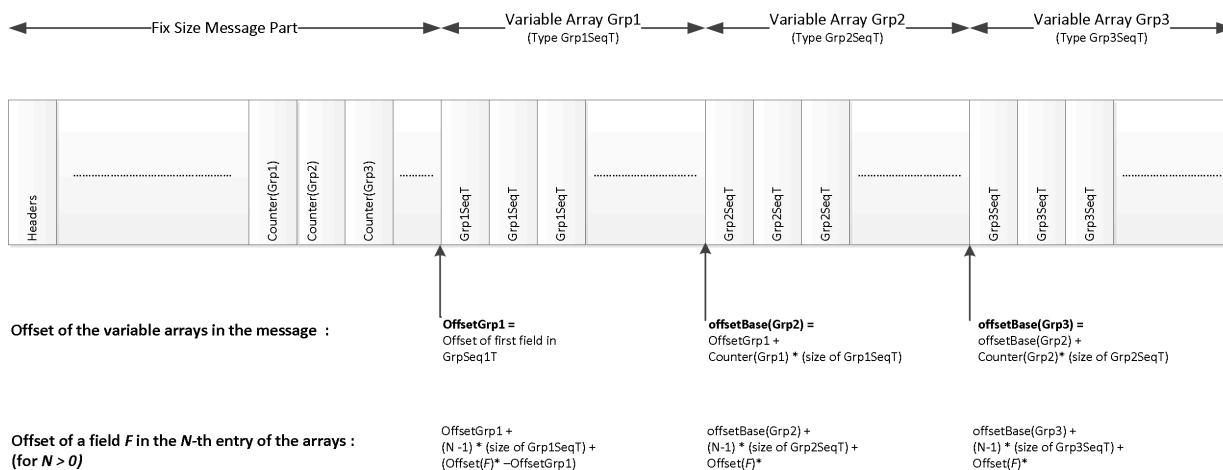 Fix Size Message Part
Variable Array Grp1
(Type Grp1SeqT)
Variable Array Grp2
(Type Grp2SeqT)
Variable Array Grp3
(Type Grp3SeqT)
Headers
Counter(Grp1)
Counter(Grp2)
Counter(Grp3)
Grp1SeqT
Grp1SeqT
Grp1SeqT
Grp2SeqT
Grp2SeqT
Grp2SeqT
Grp3SeqT
Grp3SeqT
Grp3SeqT
Offset of the variable arrays in the message :
OffsetGrp1 =
Offset of first field in
GrpSeq1T
offsetBase(Grp2) =
OffsetGrp1 +
Counter(Grp1) * (size of Grp1SeqT)
offsetBase(Grp3) =
offsetBase(Grp2) +
Counter(Grp2)* (size of Grp2SeqT)
Offset of a field F in the N-th entry of the arrays :
(for N > 0)
OffsetGrp1 +
(N -1) * (size of Grp1SeqT) +
(Offset(F)* –OffsetGrp1)
offsetBase(Grp2) +
(N-1) * (size of Grp2SeqT) +
Offset(F)*
offsetBase(Grp3) +
(N-1) * (size of Grp3SeqT) +
Offset(F)*